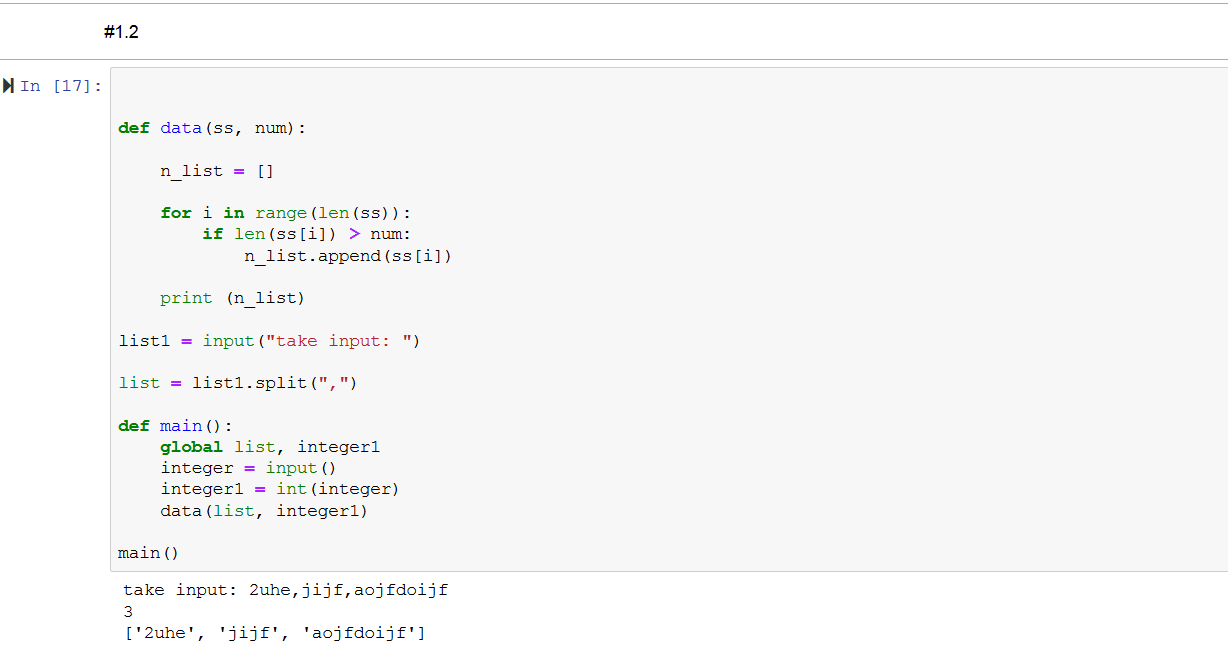 #1.2
In [17]:
def data(ss, num):
    n_list = []
    for i in range(len(ss)):
        if len(ss[i]) > num:
            n_list.append(ss[i])
    print (n_list)
list1 = input("take input: ")
list = list1.split(",")
def main():
    global list, integer1
    integer = input()
    integer1 = int(integer)
    data(list, integer1)
main()
take input: 2uhe,jijf,aojfdoijf
3
['2uhe', 'jijf', 'aojfdoijf']